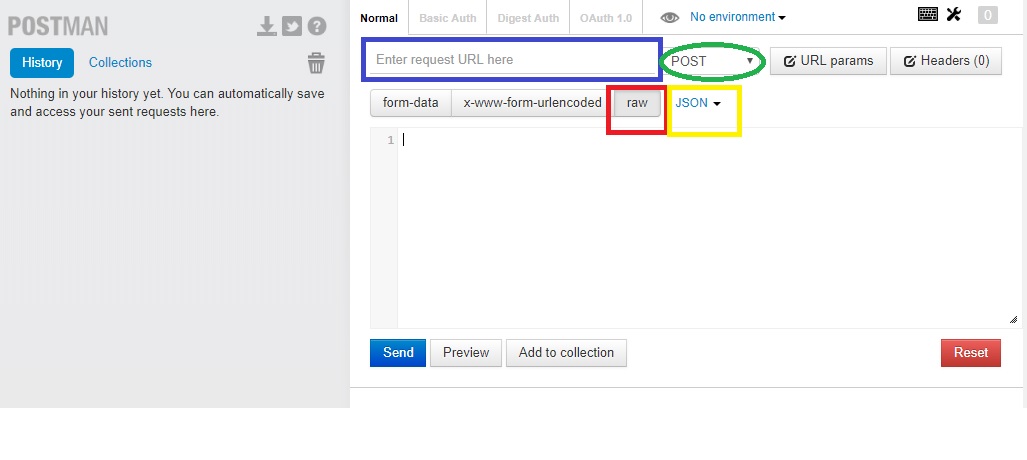 POSTMAN
History Collections
Nothing in your history yet. You can automatically save
and access your sent requests here.
Normal Basic Auth Digest Auth OAuth 1.0 No environment 0
Enter request URL here POST URL params Headers (0)
form-data x-www-form-urlencoded raw JSON
1
Send Preview Add to collection Reset